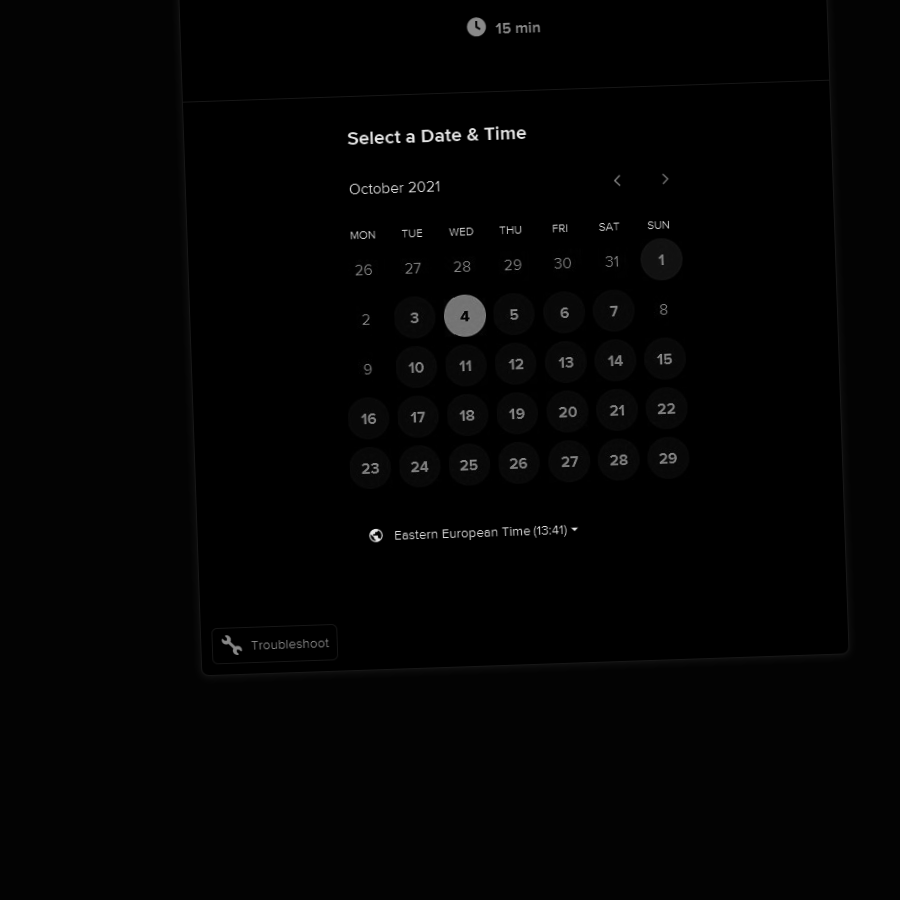 15 min
Select a Date & Time
October 2021
MON TUE WED THU FRI SAT SUN
26 27 28 29 30 31 1
2 3 4 5 6 7 8
9 10 11 12 13 14 15
16 17 18 19 20 21 22
23 24 25 26 27 28 29
Eastern European Time (13:41)
Troubleshoot